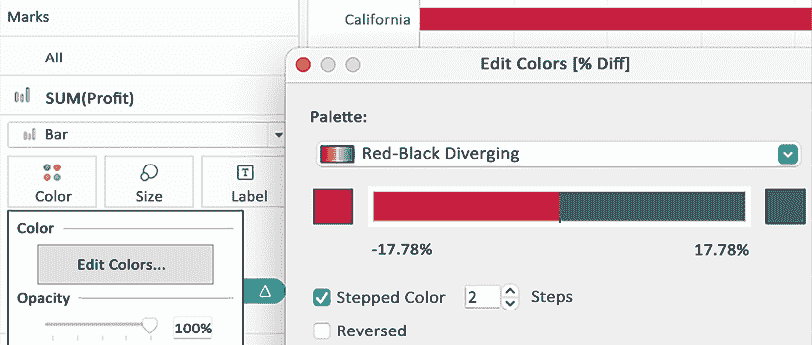 Marks
All
SUM(Profit)
Bar
Color
Size
Label
Color
Edit Colors...
Opacity
100%
California
Edit Colors [% Diff]
Palette:
Red-Black Diverging
-17.78%
17.78%
Stepped Color
2
Steps
Reversed